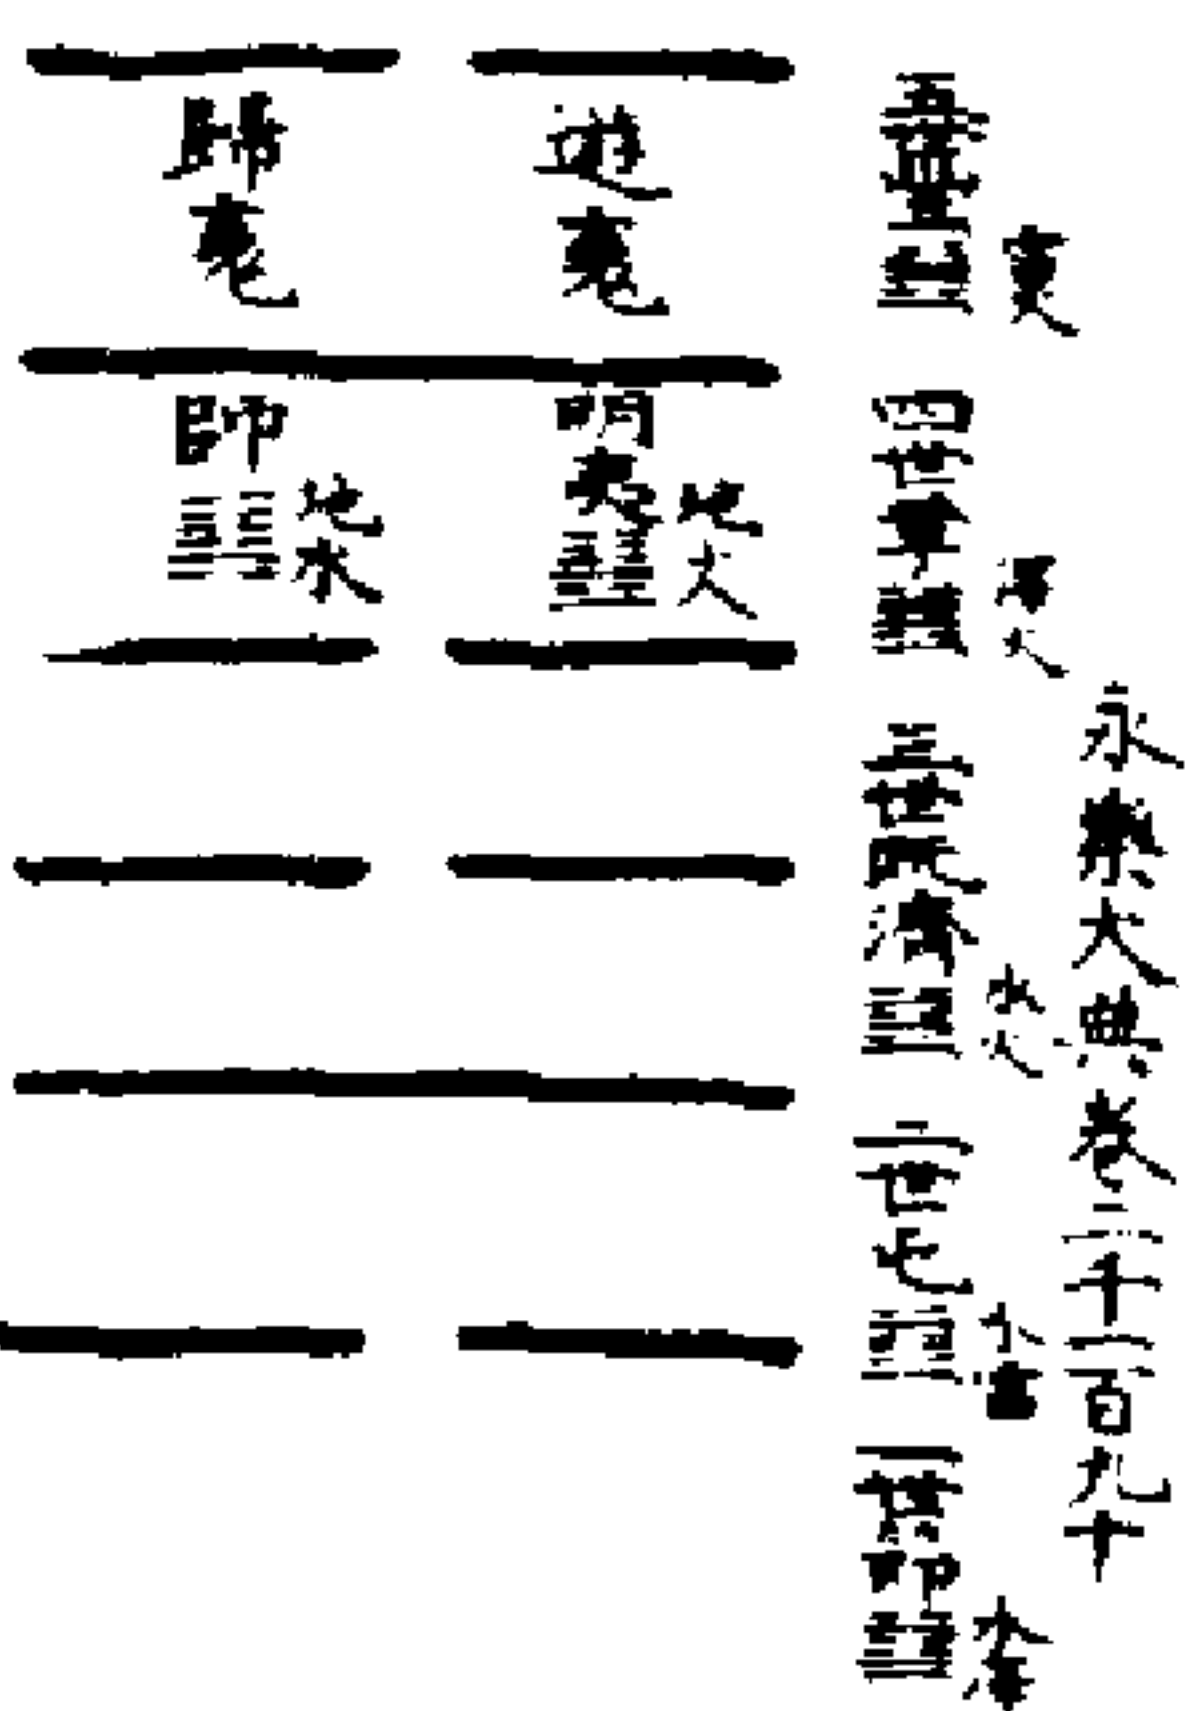 永樂大典卷二千一百九十
五世豐 雷火
四世革 澤火
三世既濟 水火
二世屯 水雷
一世節 水澤
遊魂
明夷 地火
歸魂
師 地水